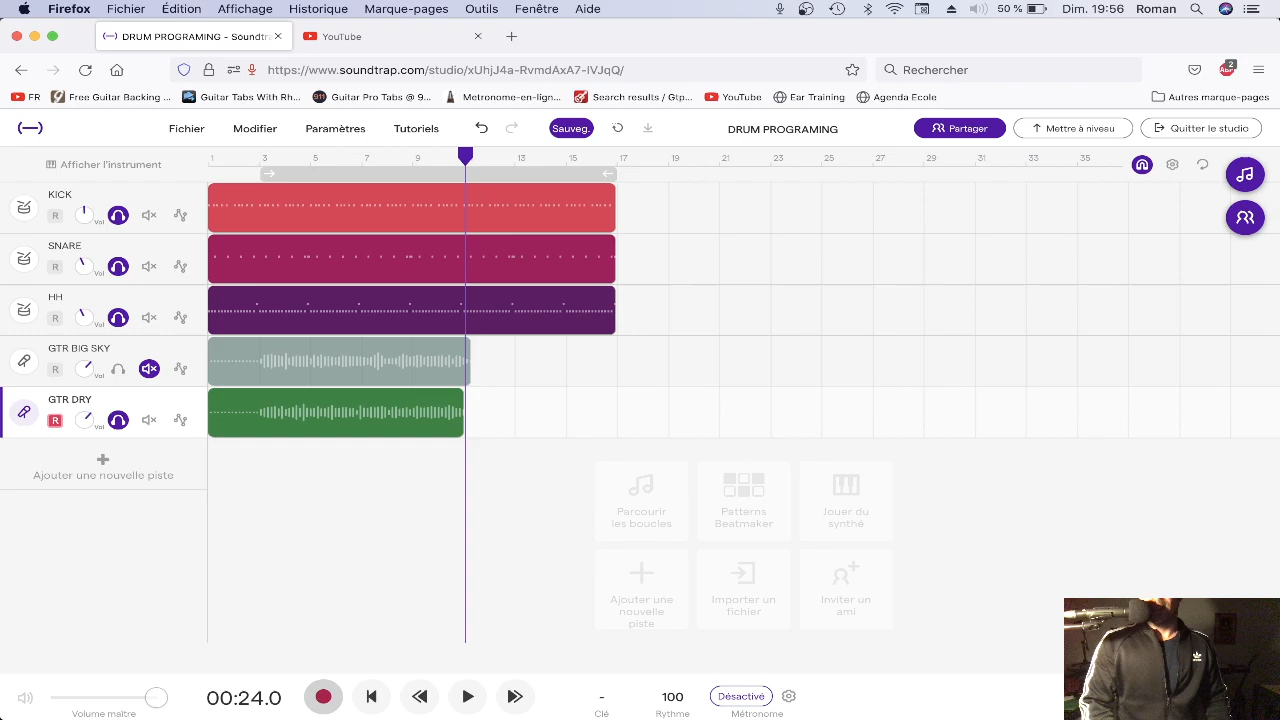 Firefox Fichier Édition Affichage Historique Marque-pages Outils Fenêtre Aide 50 % Dim. 19:56 Roman
DRUM PROGRAMING - Soundtr
YouTube
https://www.soundtrap.com/studio/xUhjJ4a-RvmdAxA7-lVJqQ/
Rechercher
2
FR
Guitar Tabs With R…
Guitar Pro Tabs @ 9…
Metronome-en-lign…
Search results / Gtp…
YouTube
Ear Training
Agenda Ecole
Autres marque-pages
Fichier Modifier Paramètres Tutoriels Sauveg. DRUM PROGRAMING Partager Mettre à niveau Quitter le studio
Afficher l'instrument
1 3 5 7 9 13 15 17 19 21 23 25 27 29 31 33 35
KICK
R Vol
SNARE
R Vol
HH
R Vol
GTR BIG SKY
R Vol
GTR DRY
R Vol
Ajouter une nouvelle piste
Parcourir
les boucles
Patterns
Beatmaker
Jouer du
synthé
Ajouter une
nouvelle
piste
Importer un
fichier
Inviter un
ami
Volume maître
00:24.0
-
Clé
100
Rythme
Désactivé
Métronome